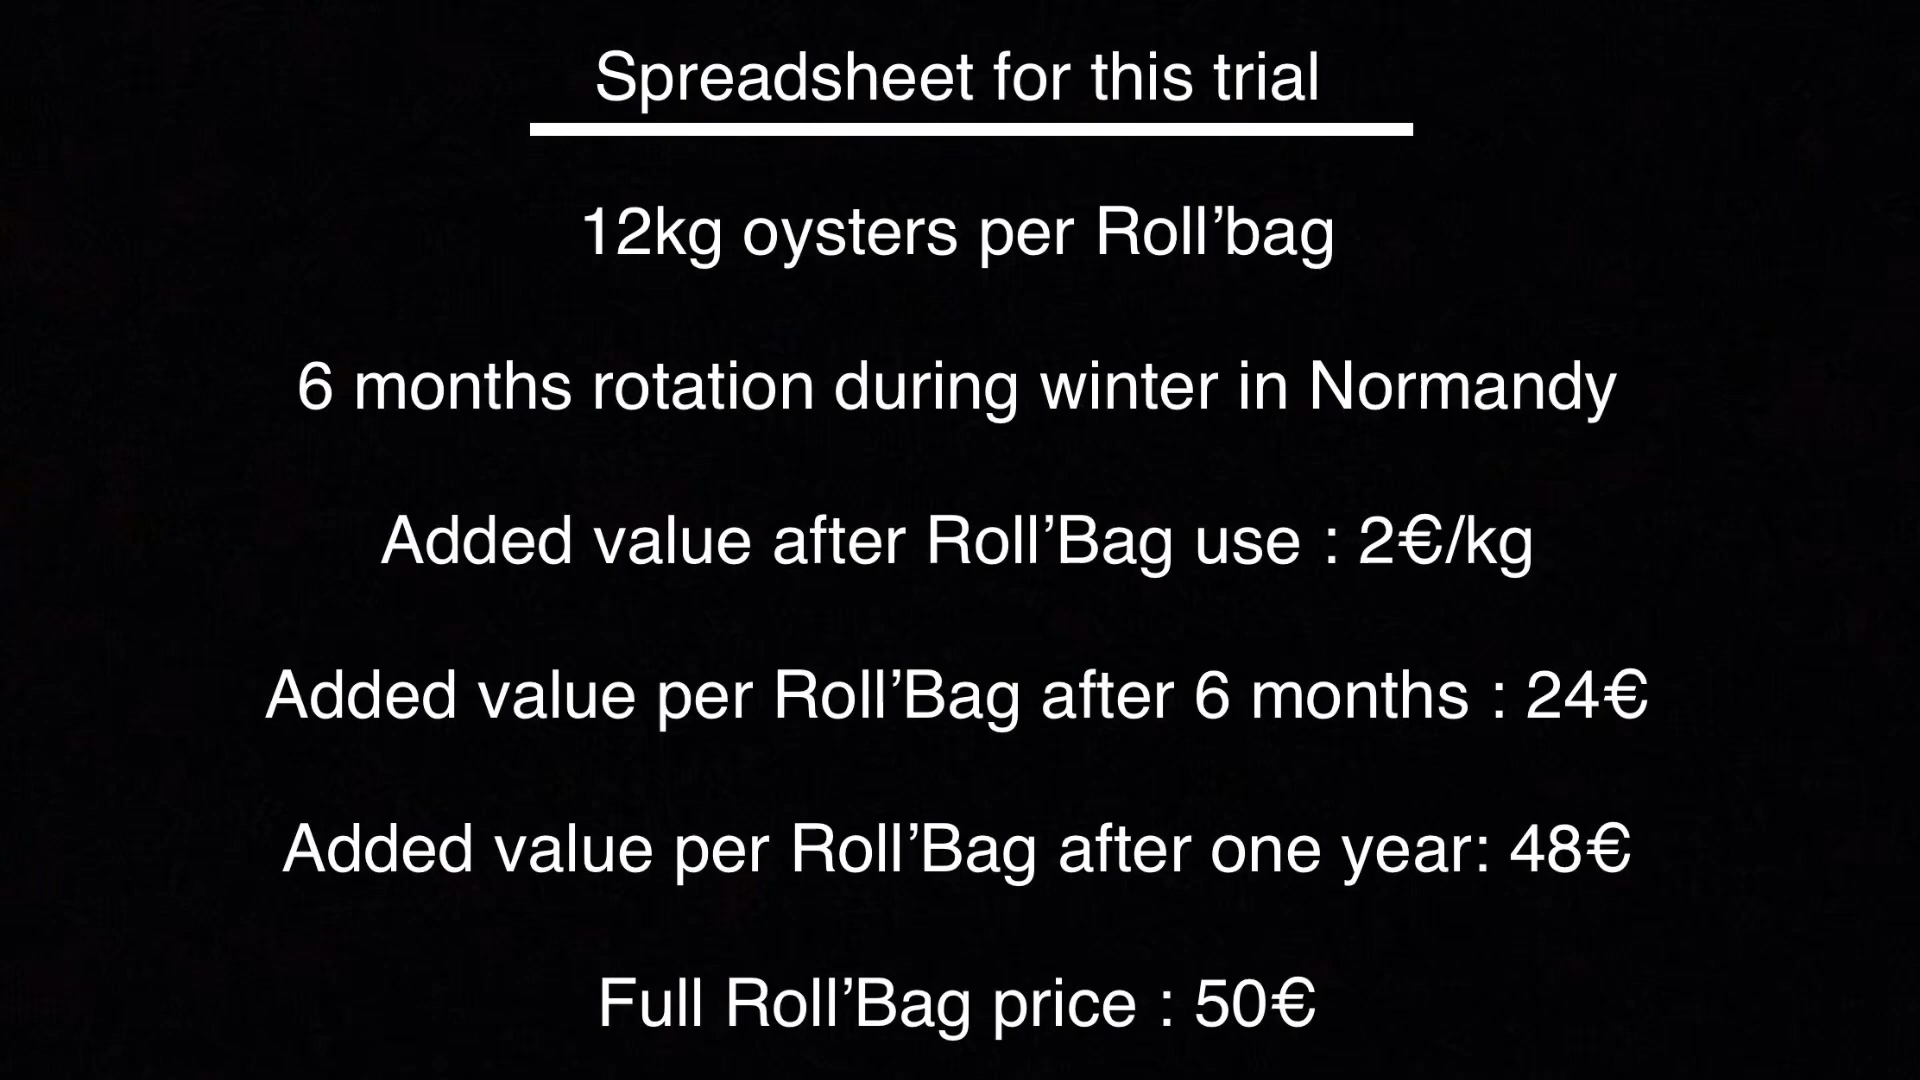 Spreadsheet for this trial
12kg oysters per Roll’bag
6 months rotation during winter in Normandy
Added value after Roll’Bag use : 2€/kg
Added value per Roll’Bag after 6 months : 24€
Added value per Roll’Bag after one year: 48€
Full Roll’Bag price : 50€